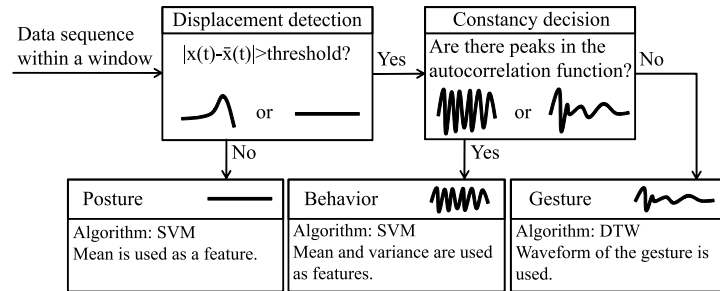 Displacement detection
Constancy decision
Data sequence
within a window
|x(t)-x̄(t)|>threshold?
Yes
Are there peaks in the
autocorrelation function?
No
or
or
No
Yes
Posture
Behavior
Gesture
Algorithm: SVM
Mean is used as a feature.
Algorithm: SVM
Mean and variance are used
as features.
Algorithm: DTW
Waveform of the gesture is
used.